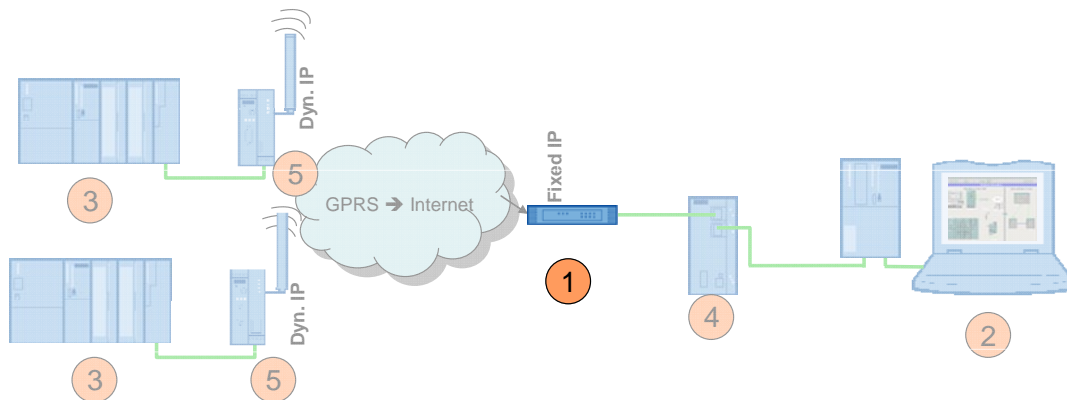 Dyn. IP
3
5
GPRS ➔ Internet
Fixed IP
1
4
2
Dyn. IP
3
5